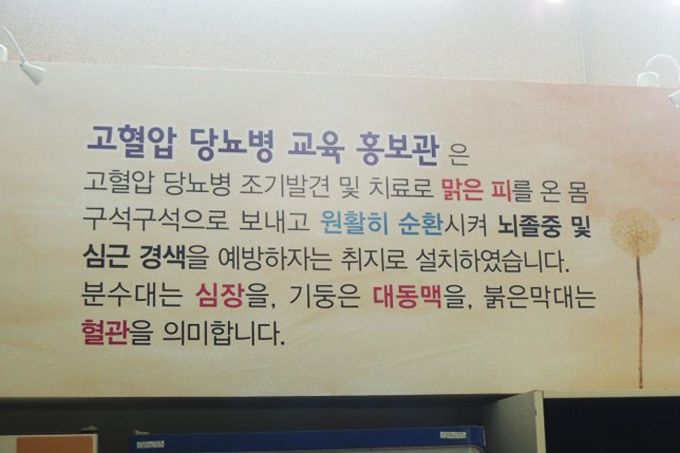 고혈압 당뇨병 교육 홍보관 은
고혈압 당뇨병 조기발견 및 치료로 맑은 피를 온 몸
구석구석으로 보내고 원활히 순환시켜 뇌졸중 및
심근 경색을 예방하자는 취지로 설치하였습니다.
분수대는 심장을, 기둥은 대동맥을, 붉은막대는
혈관을 의미합니다.